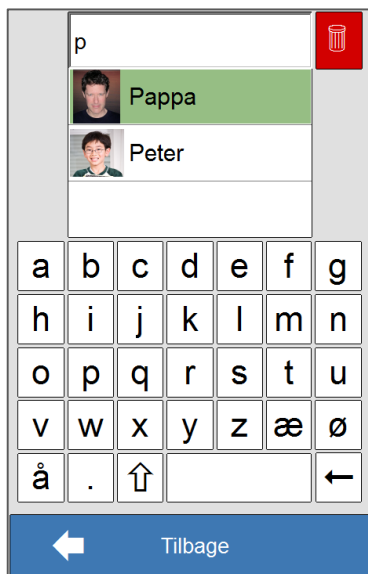 p
Pappa
Peter
a b c d e f g
h i j k l m n
o p q r s t u
v w x y z æ ø
å .
Tilbage